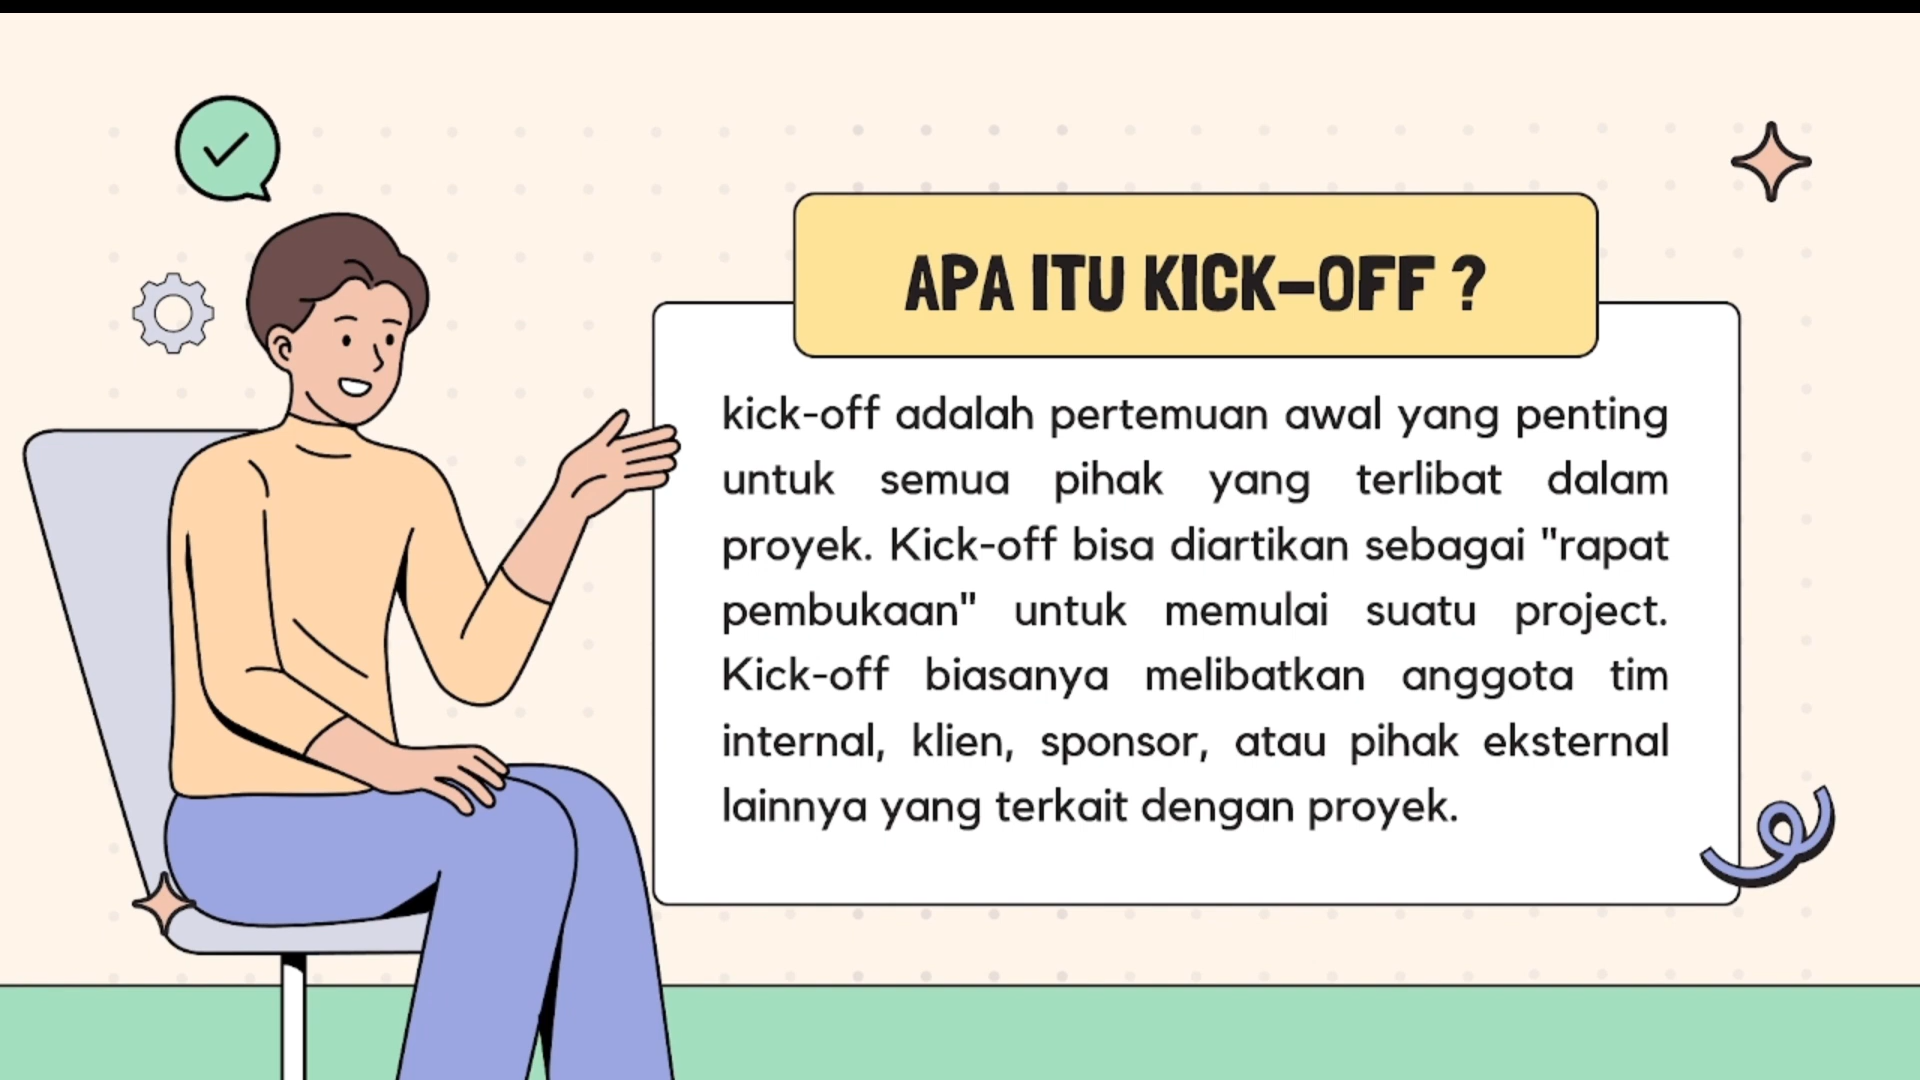 APA ITU KICK-OFF ?
kick-off adalah pertemuan awal yang penting
untuk semua pihak yang terlibat dalam
proyek. Kick-off bisa diartikan sebagai "rapat
pembukaan" untuk memulai suatu project.
Kick-off biasanya melibatkan anggota tim
internal, klien, sponsor, atau pihak eksternal
lainnya yang terkait dengan proyek.